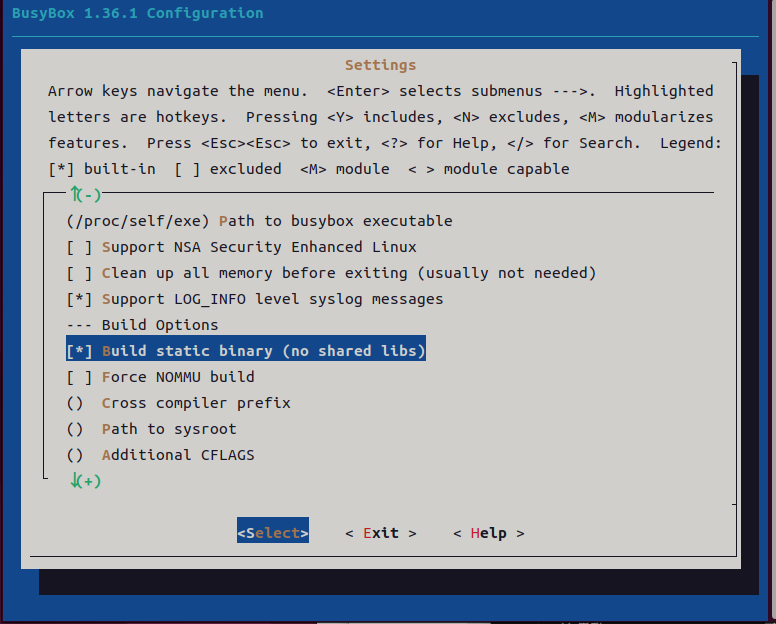 BusyBox 1.36.1 Configuration
Settings
Arrow keys navigate the menu.  <Enter> selects submenus --->.  Highlighted
letters are hotkeys.  Pressing <Y> includes, <N> excludes, <M> modularizes
features.  Press <Esc><Esc> to exit, <?> for Help, </> for Search.  Legend:
[*] built-in  [ ] excluded  <M> module  < > module capable
↑(-)
(/proc/self/exe) Path to busybox executable
[ ] Support NSA Security Enhanced Linux
[ ] Clean up all memory before exiting (usually not needed)
[*] Support LOG_INFO level syslog messages
--- Build Options
[*] Build static binary (no shared libs)
[ ] Force NOMMU build
()  Cross compiler prefix
()  Path to sysroot
()  Additional CFLAGS
↓(+)
<Select>    < Exit >    < Help >